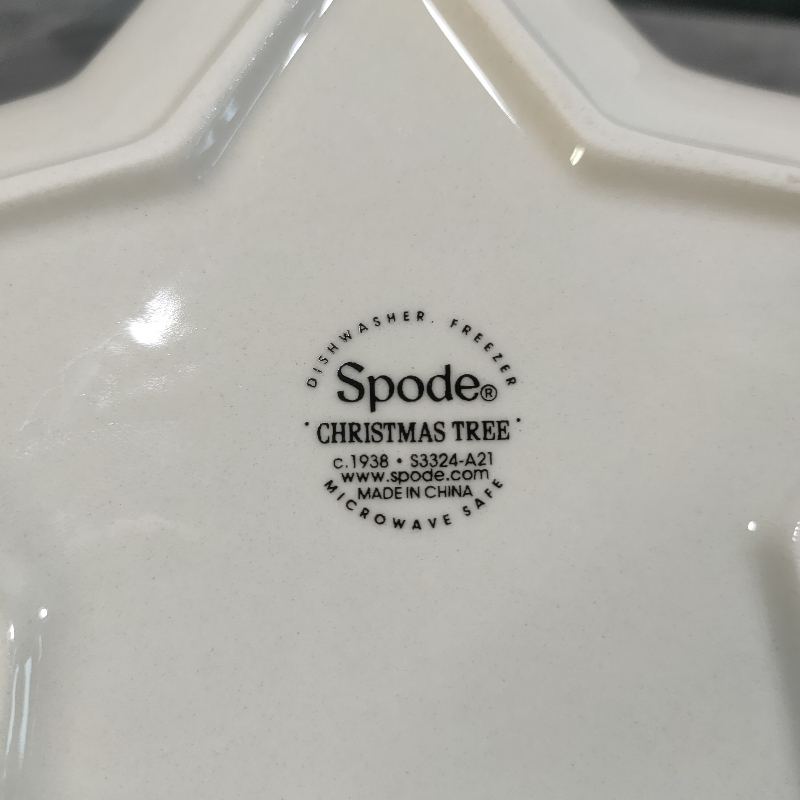 DISHWASHER. FREEZER
Spode®
· CHRISTMAS TREE ·
c.1938 • S3324-A21
www.spode.com
MADE IN CHINA
MICROWAVE SAFE